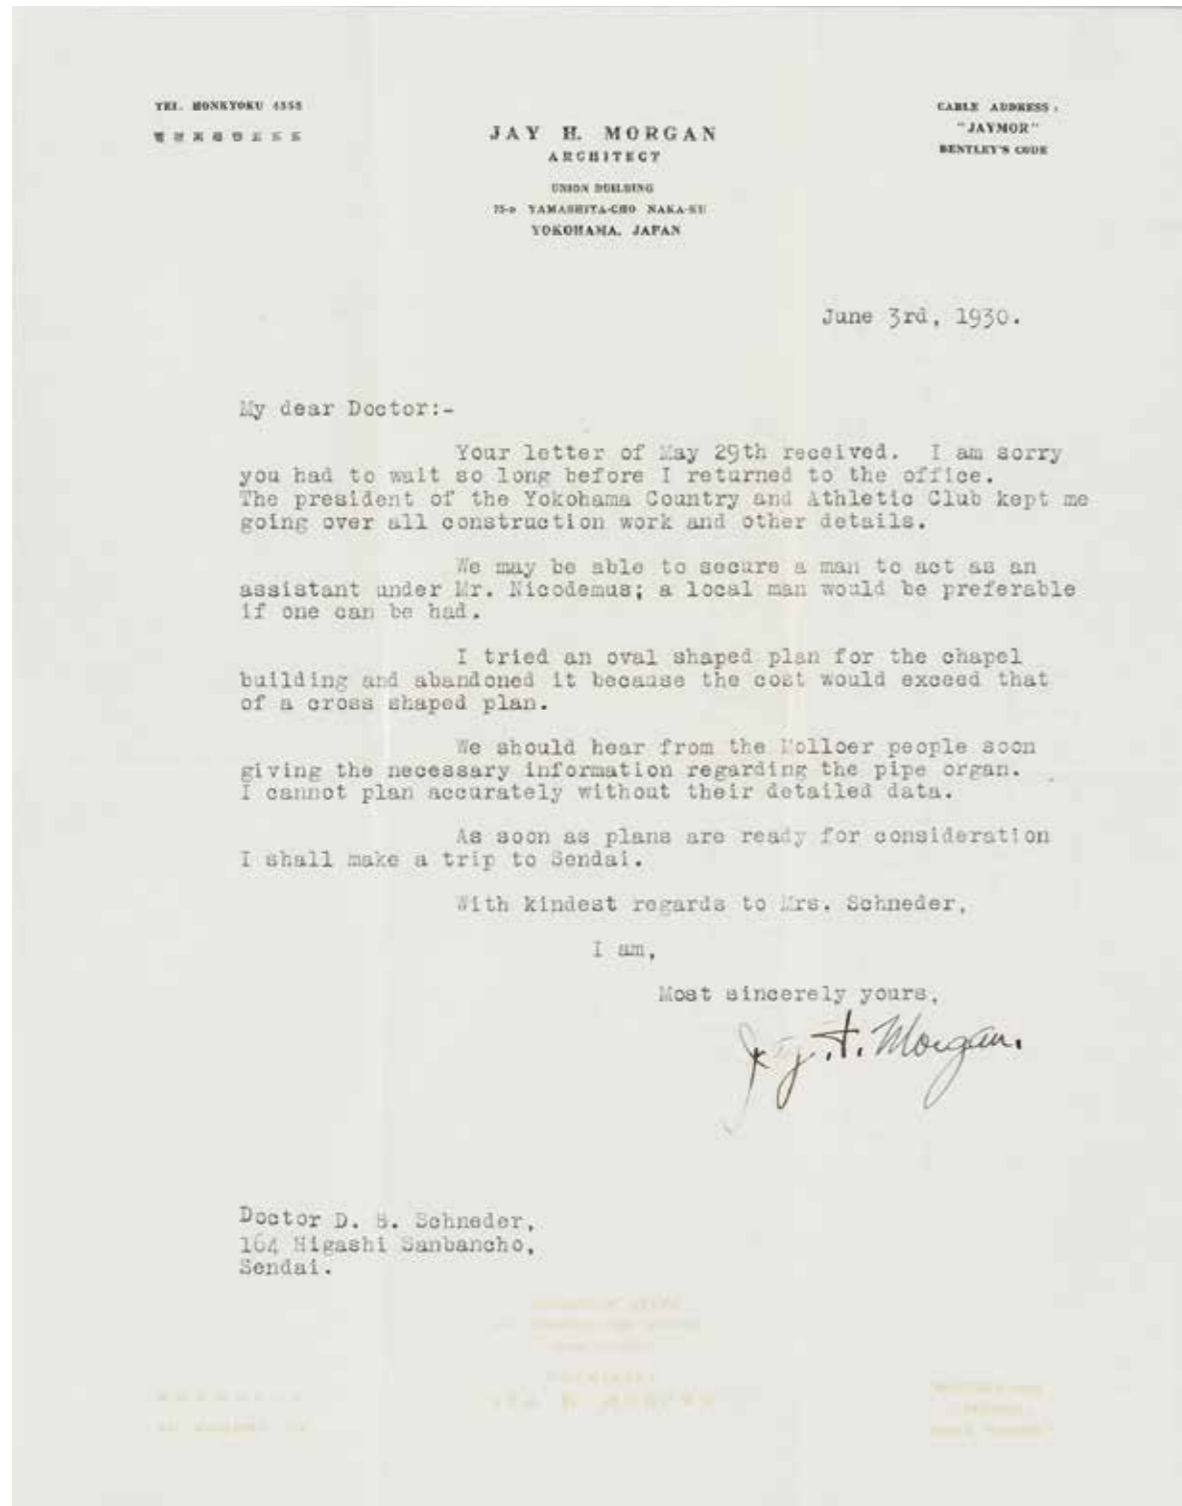 TEL. HONKYOKU 4555
CABLE ADDRESS :
"JAYMOR"
BENTLEY'S CODE
JAY H. MORGAN
ARCHITECT
UNION BUILDING
YAMASHITA-CHO NAKA-KU
YOKOHAMA, JAPAN
June 3rd, 1930.
My dear Doctor:-
Your letter of May 29th received. I am sorry
you had to wait so long before I returned to the office.
The president of the Yokohama Country and Athletic Club kept me
going over all construction work and other details.
We may be able to secure a man to act as an
assistant under Mr. Nicodemus; a local man would be preferable
if one can be had.
I tried an oval shaped plan for the chapel
building and abandoned it because the cost would exceed that
of a cross shaped plan.
We should hear from the Molloer people soon
giving the necessary information regarding the pipe organ.
I cannot plan accurately without their detailed data.
As soon as plans are ready for consideration
I shall make a trip to Sendai.
With kindest regards to Mrs. Schneder,
I am,
Most sincerely yours,
Jay H. Morgan.
Doctor D. B. Schneder,
164 Higashi Sanbancho,
Sendai.